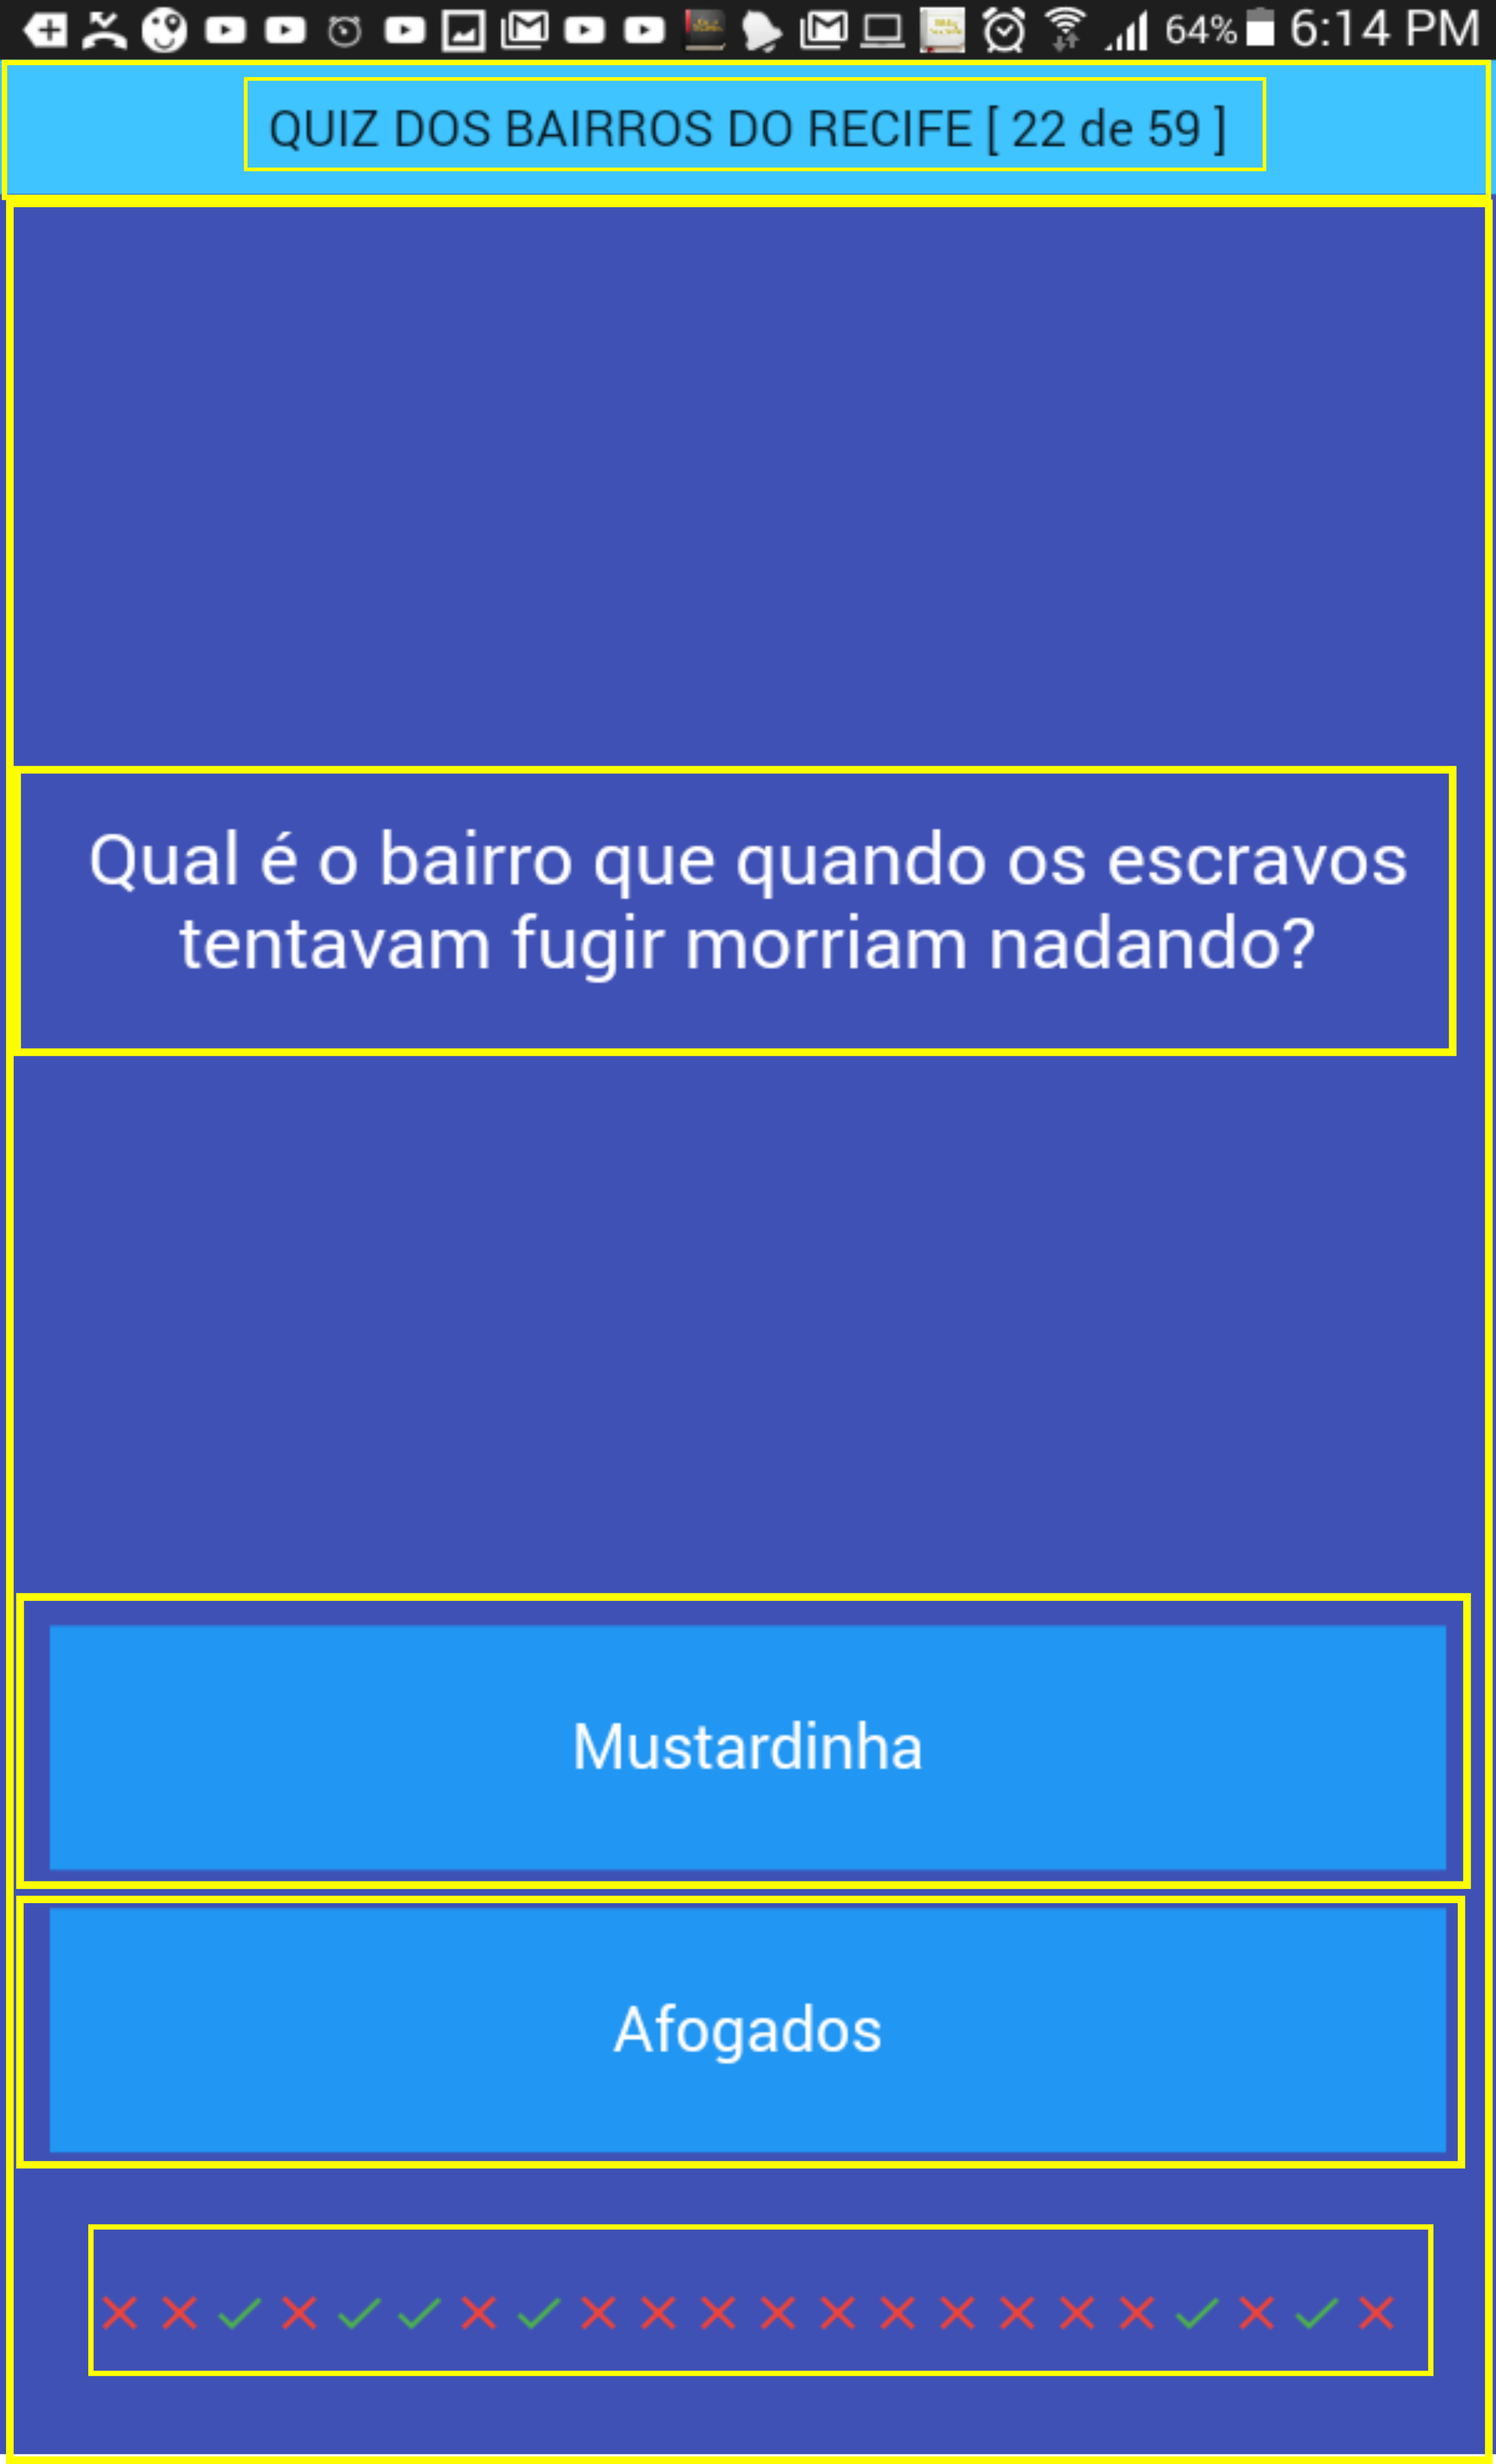 64% 6:14 PM
QUIZ DOS BAIRROS DO RECIFE [ 22 de 59 ]
Qual é o bairro que quando os escravos
tentavam fugir morriam nadando?
Mustardinha
Afogados